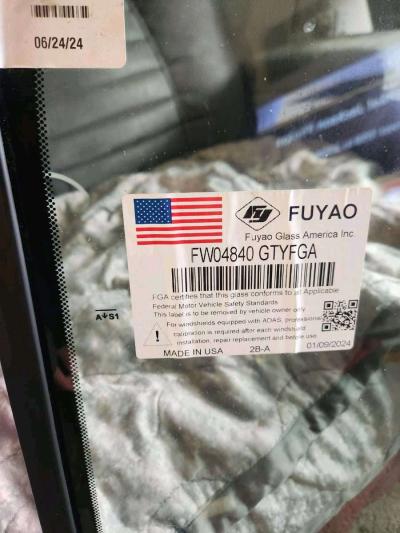 06/24/24
FUYAO
Fuyao Glass America Inc.
FW04840 GTYFGA
FGA certifies that this glass conforms to all Applicable
Federal Motor Vehicle Safety Standards
This label is to be removed by vehicle owner only
For windshields equipped with ADAS, professional
calibration is required after each windshield
installation, repair replacement and before use.
MADE IN USA 2B-A 01/09/2024
A↓S1